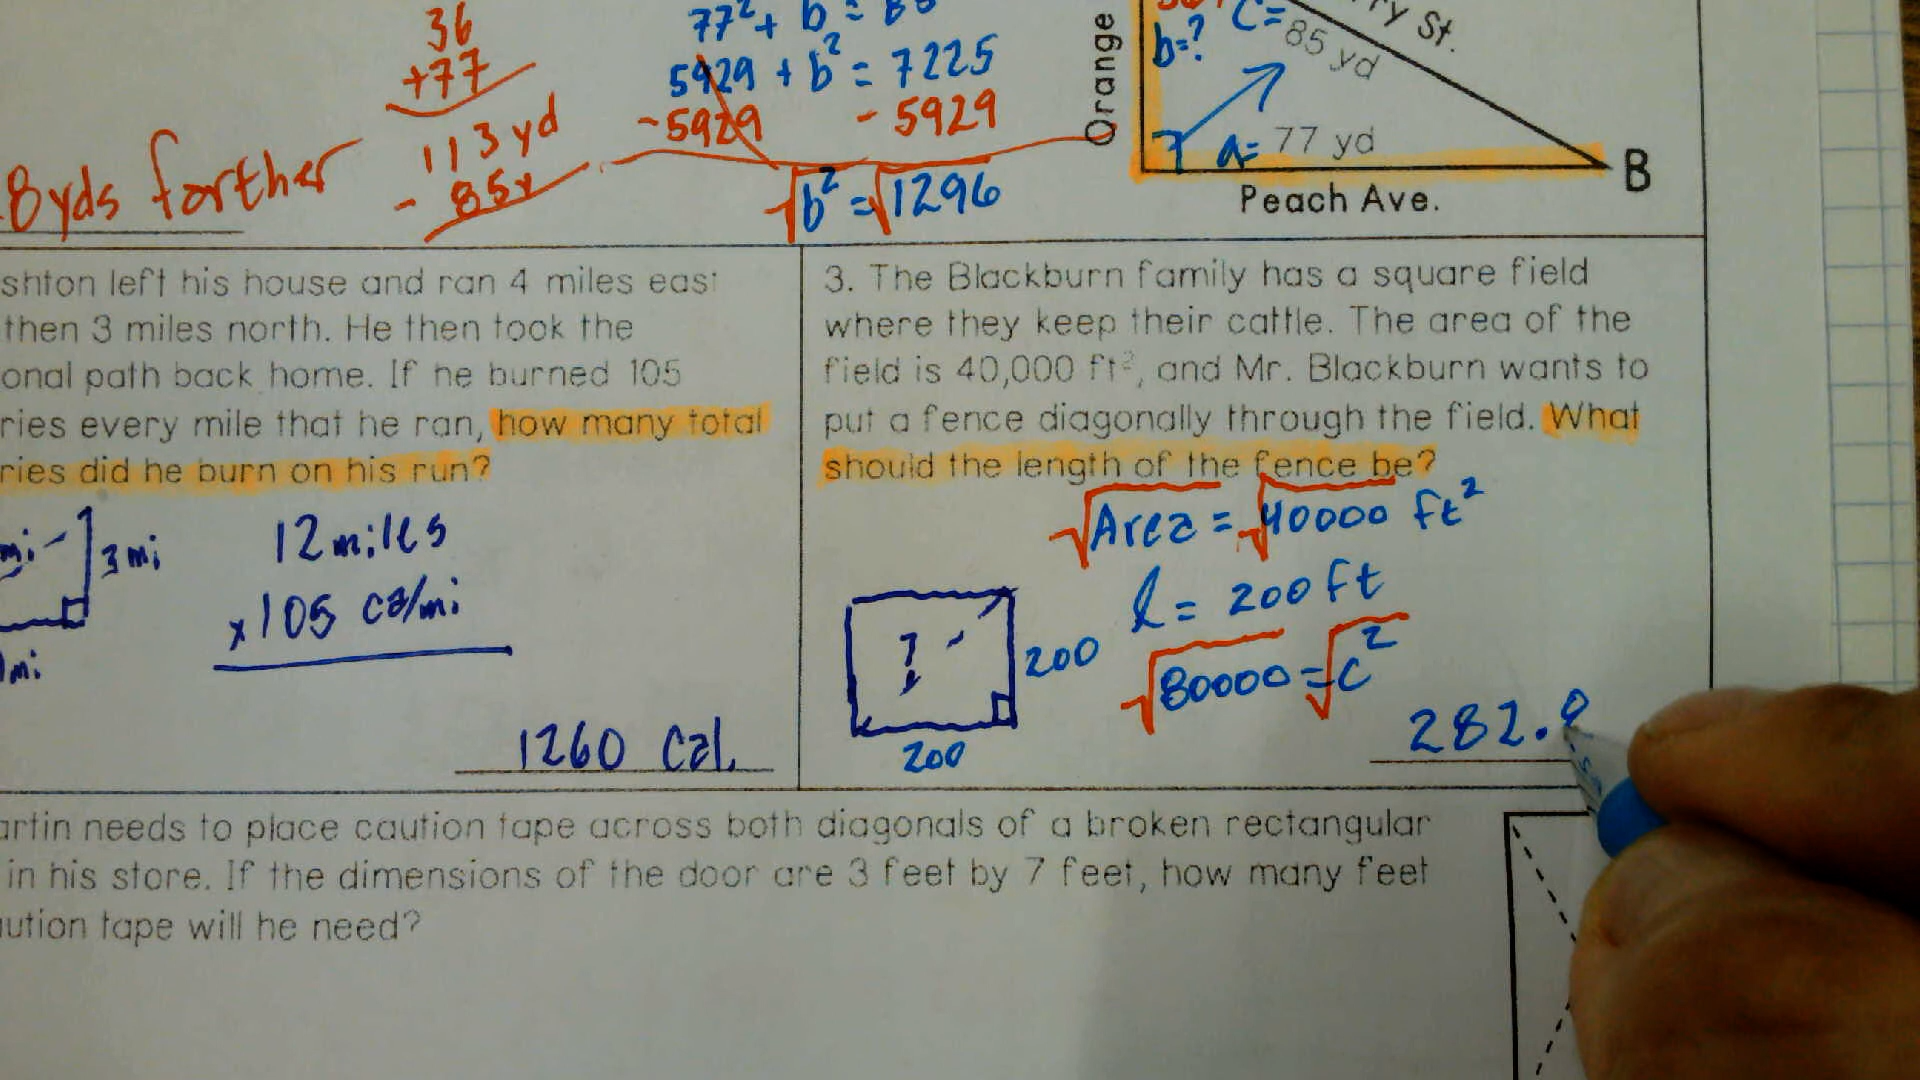 36
+77
113 yd
- 85y
8yds farther
77² + b =
5929 + b² = 7225
-5929 - 5929
√b² = √1296
Orange
b=?
C=
85 yd
St.
a= 77 yd
B
Peach Ave.
shton left his house and ran 4 miles east
then 3 miles north. He then took the
onal path back home. If he burned 105
ries every mile that he ran, how many total
ries did he burn on his run?
mi
3 mi
mi
12 miles
x105 cal/mi
1260 Cal.
3. The Blackburn family has a square field
where they keep their cattle. The area of the
field is 40,000 ft², and Mr. Blackburn wants to
put a fence diagonally through the field. What
should the length of the fence be?
√Area = √40000 ft²
l = 200 ft
√80000 = √c²
?
200
200
282.8
artin needs to place caution tape across both diagonals of a broken rectangular
in his store. If the dimensions of the door are 3 feet by 7 feet, how many feet
ution tape will he need?